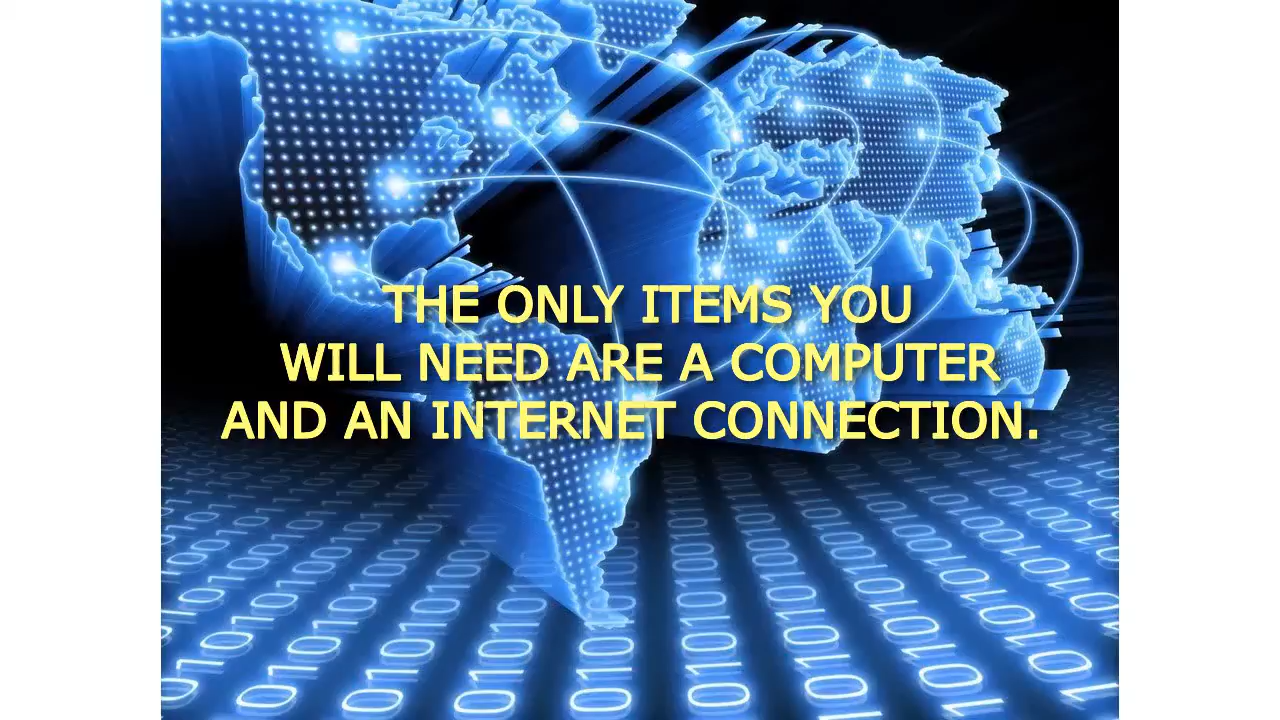 THE ONLY ITEMS YOU
WILL NEED ARE A COMPUTER
AND AN INTERNET CONNECTION.